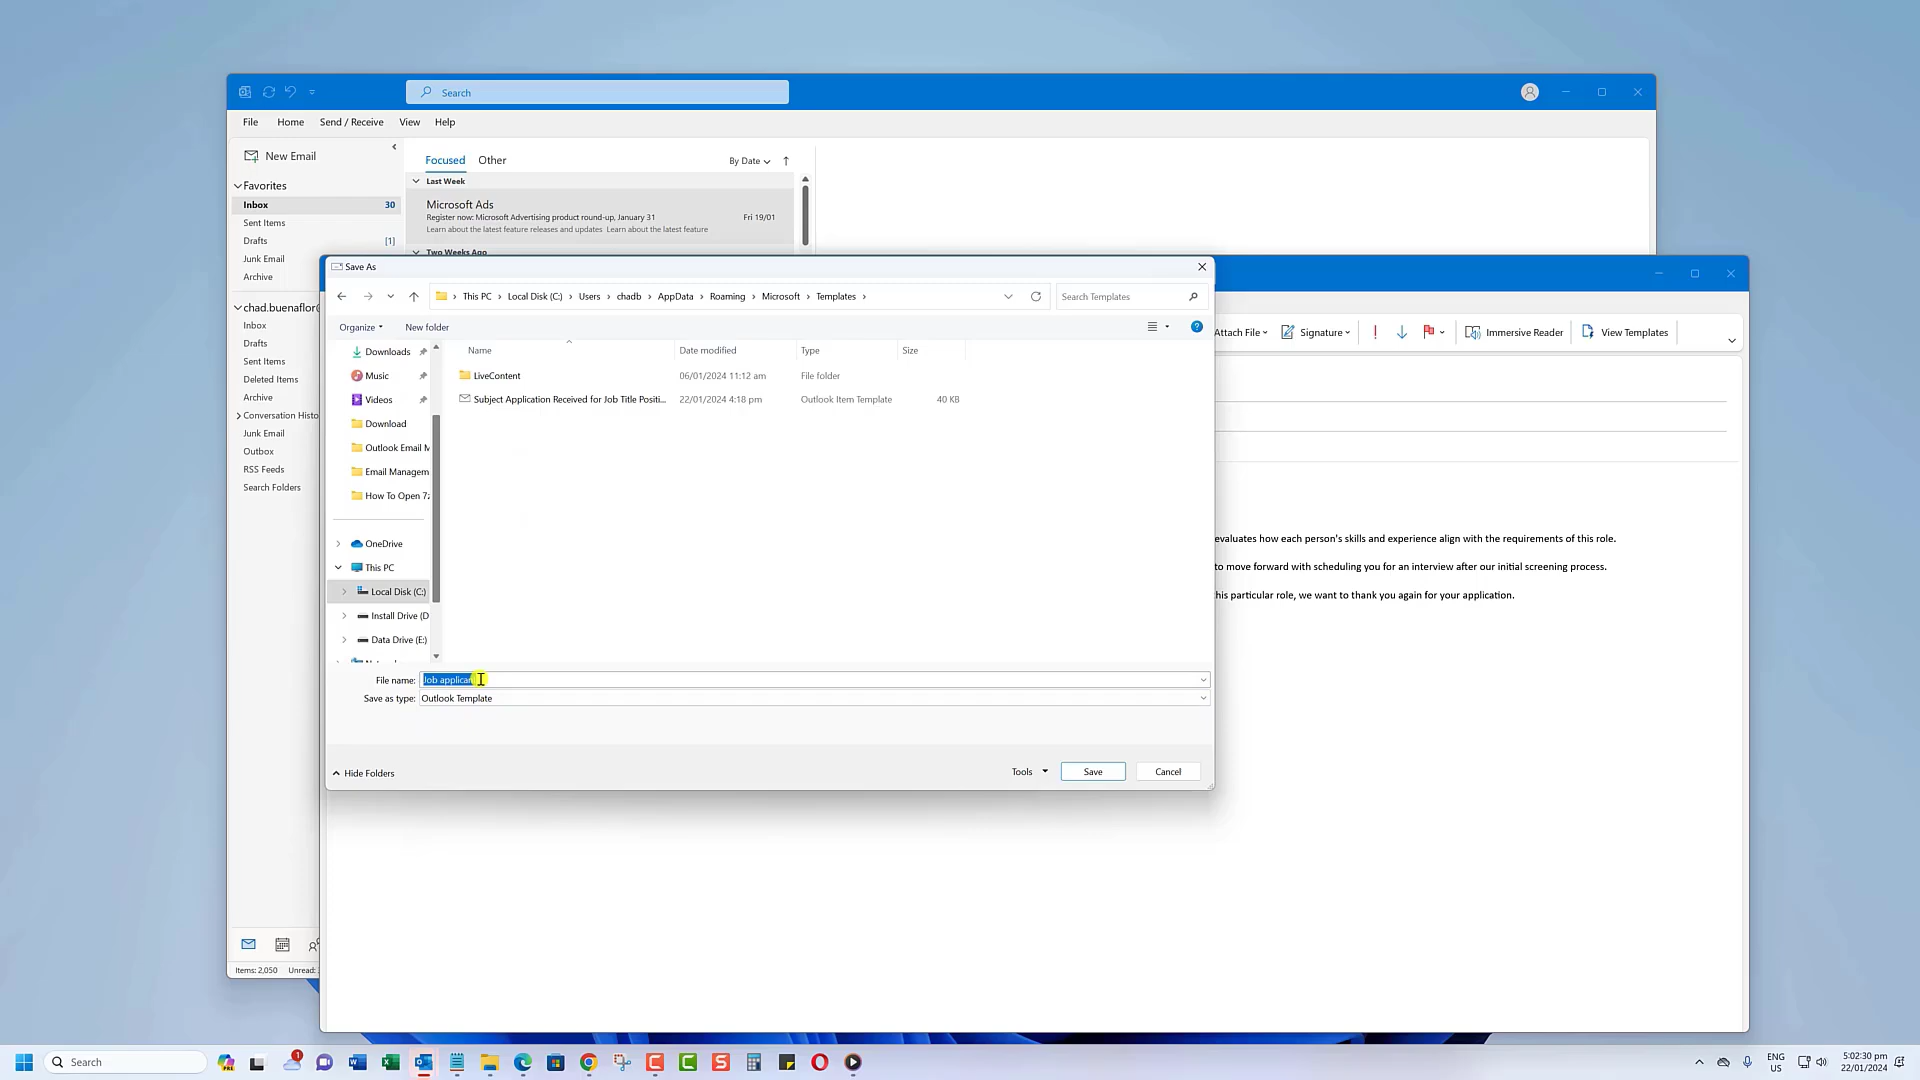 Search
File Home Send / Receive View Help
New Email
Focused Other By Date
Favorites
Last Week
Inbox 30
Microsoft Ads
Sent Items
Register now: Microsoft Advertising product round-up, January 31 Fri 19/01
Learn about the latest feature releases and updates Learn about the latest feature
Drafts [1]
Two Weeks Ago
Junk Email
Archive
chad.buenaflor@
Inbox
Drafts
Sent Items
Deleted Items
Archive
Conversation Histo
Junk Email
Outbox
RSS Feeds
Search Folders
Items: 2,050 Unread:
Save As
This PC › Local Disk (C:) › Users › chadb › AppData › Roaming › Microsoft › Templates ›
Search Templates
Organize New folder
Name Date modified Type Size
LiveContent 06/01/2024 11:12 am File folder
Subject Application Received for Job Title Positi... 22/01/2024 4:18 pm Outlook Item Template 40 KB
Downloads
Music
Videos
Download
Outlook Email M
Email Managem
How To Open 7z
OneDrive
This PC
Local Disk (C:)
Install Drive (D
Data Drive (E:)
File name: Job applican
Save as type: Outlook Template
Hide Folders Tools Save Cancel
Attach File Signature Immersive Reader View Templates
evaluates how each person's skills and experience align with the requirements of this role.
to move forward with scheduling you for an interview after our initial screening process.
his particular role, we want to thank you again for your application.
Search
PRE
1
ENG
US
5:02:30 pm
22/01/2024